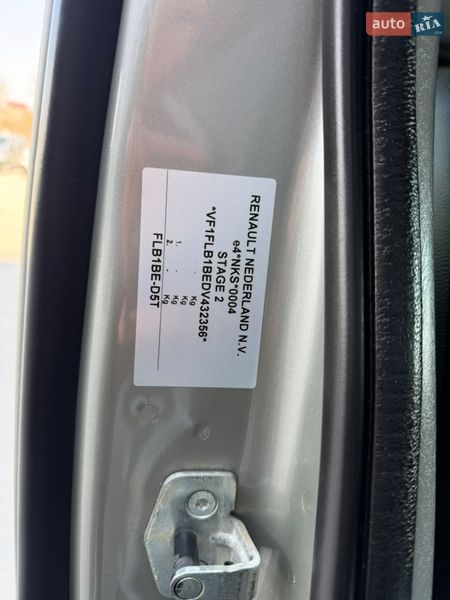 auto RIA
RENAULT NEDERLAND N.V.
e4*NKS*0004
STAGE 2
*VF1FLB1BEDV432356*
Kg
Kg
1. Kg
2. Kg
FLB1BE-D5T